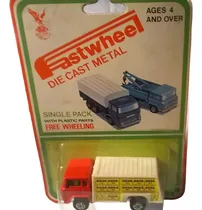 AGES 4
AND OVER
Fastwheel
DIE CAST METAL
SINGLE PACK
WITH PLASTIC PARTS
FREE WHEELING